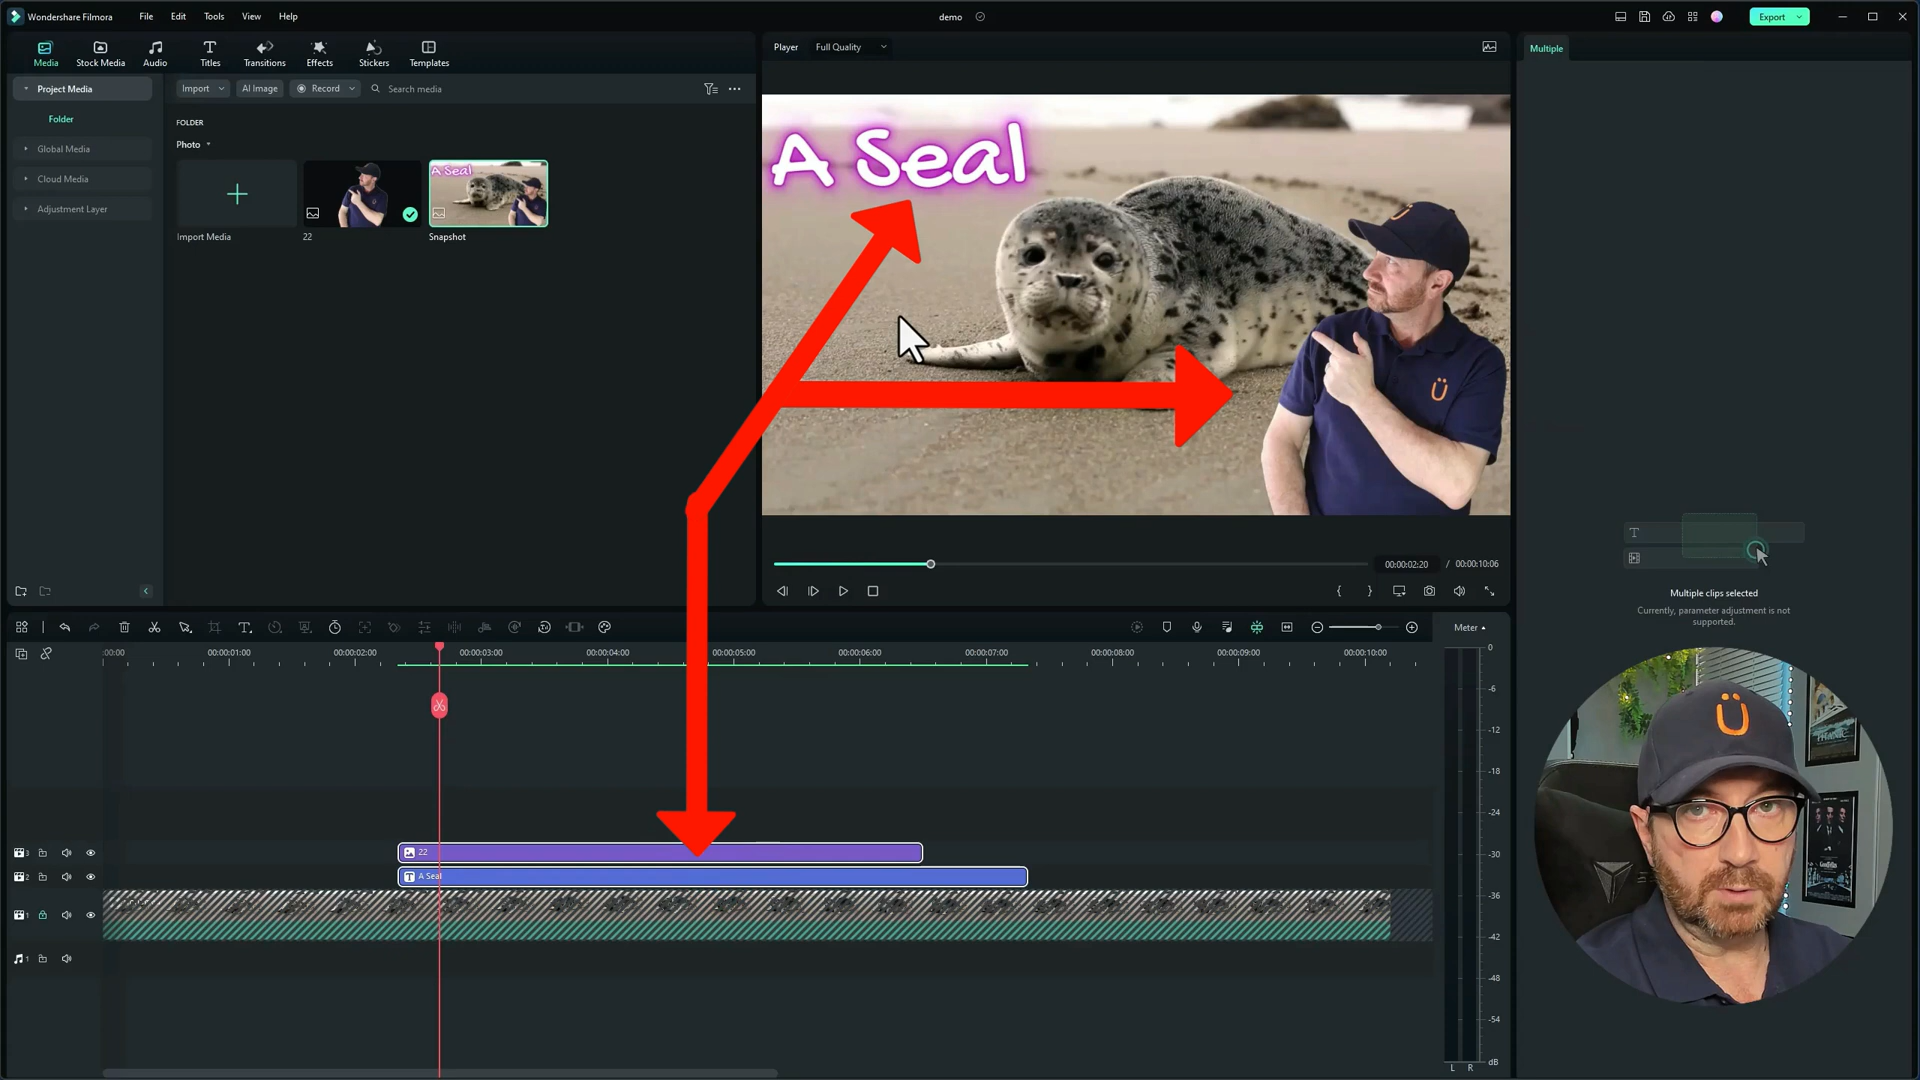 Wondershare Filmora
File Edit Tools View Help
demo
Export
Media
Stock Media
Audio
Titles
Transitions
Effects
Stickers
Templates
Player Full Quality
Multiple
Project Media
Import
AI Image
Record
Search media
Folder
FOLDER
Photo
Global Media
Cloud Media
Adjustment Layer
Import Media
22
A Seal
Snapshot
A Seal
Ü
Ü
00:00:02:20 / 00:00:10:06
T
Multiple clips selected
Currently, parameter adjustment is not
supported.
Meter
:00:00 00:00:01:00 00:00:02:00 00:00:03:00 00:00:04:00 00:00:05:00 00:00:06:00 00:00:07:00 00:00:08:00 00:00:09:00 00:00:10:00
0
-6
-12
-18
-24
-30
-36
-42
-48
-54
dB
L R
3
22
2
T A Seal
1
1
Ü